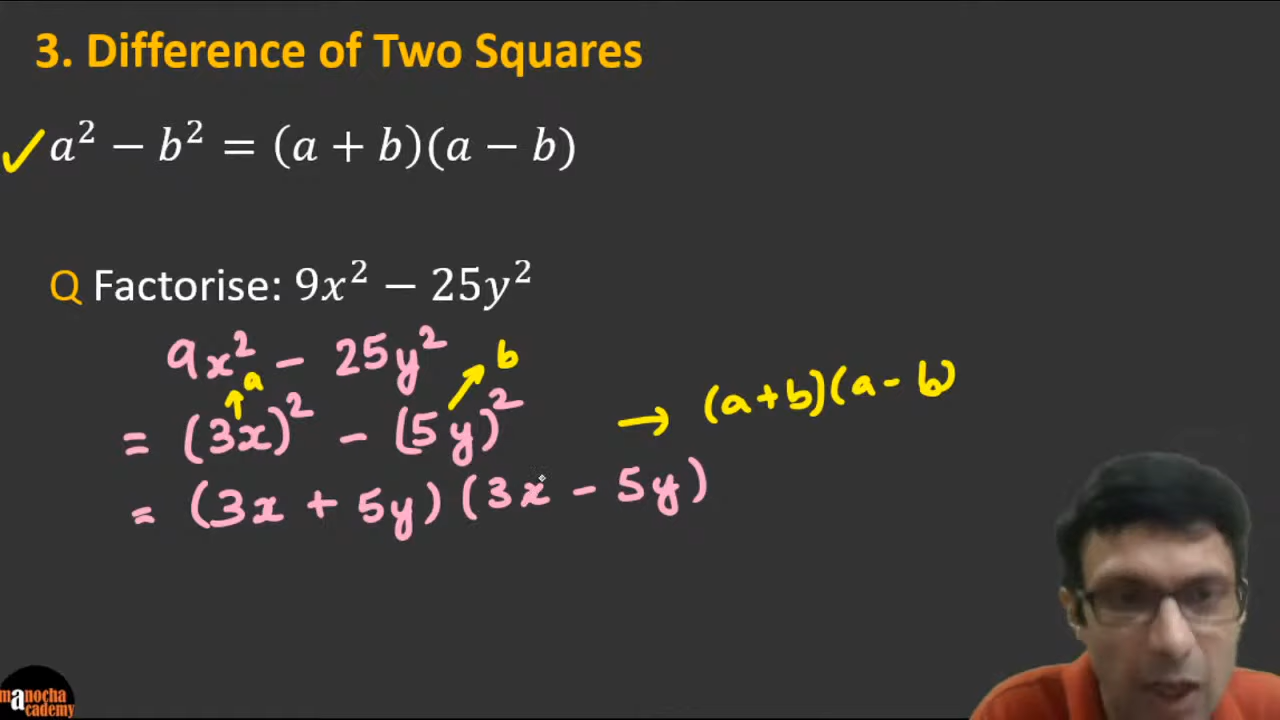 3. Difference of Two Squares
✓ a² − b² = (a + b)(a − b)
Q Factorise: 9x² − 25y²
9x² − 25y²
a b
= (3x)² − (5y)² → (a+b)(a−b)
= (3x + 5y)(3x − 5y)
manocha
academy